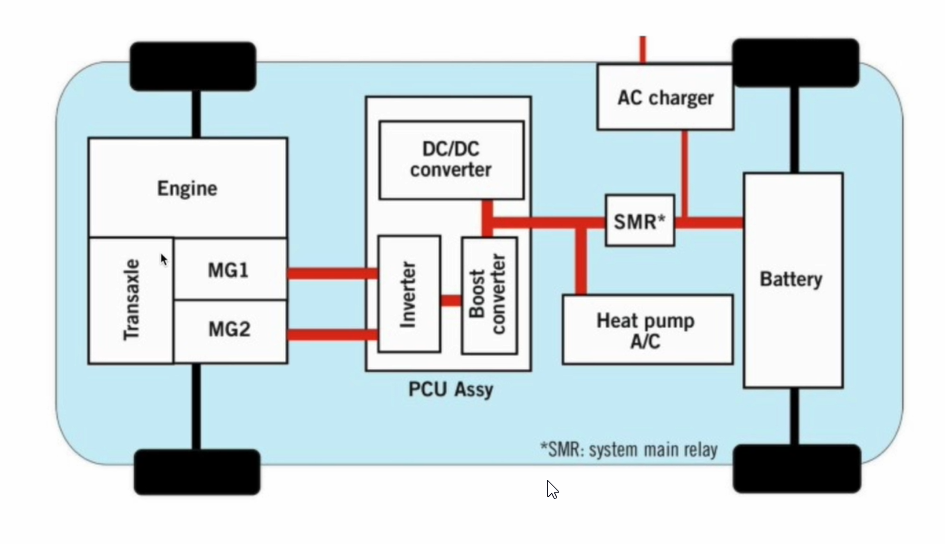 AC charger
DC/DC
converter
Engine
SMR*
MG1
Transaxle
Inverter
Boost
converter
Battery
MG2
Heat pump
A/C
PCU Assy
*SMR: system main relay